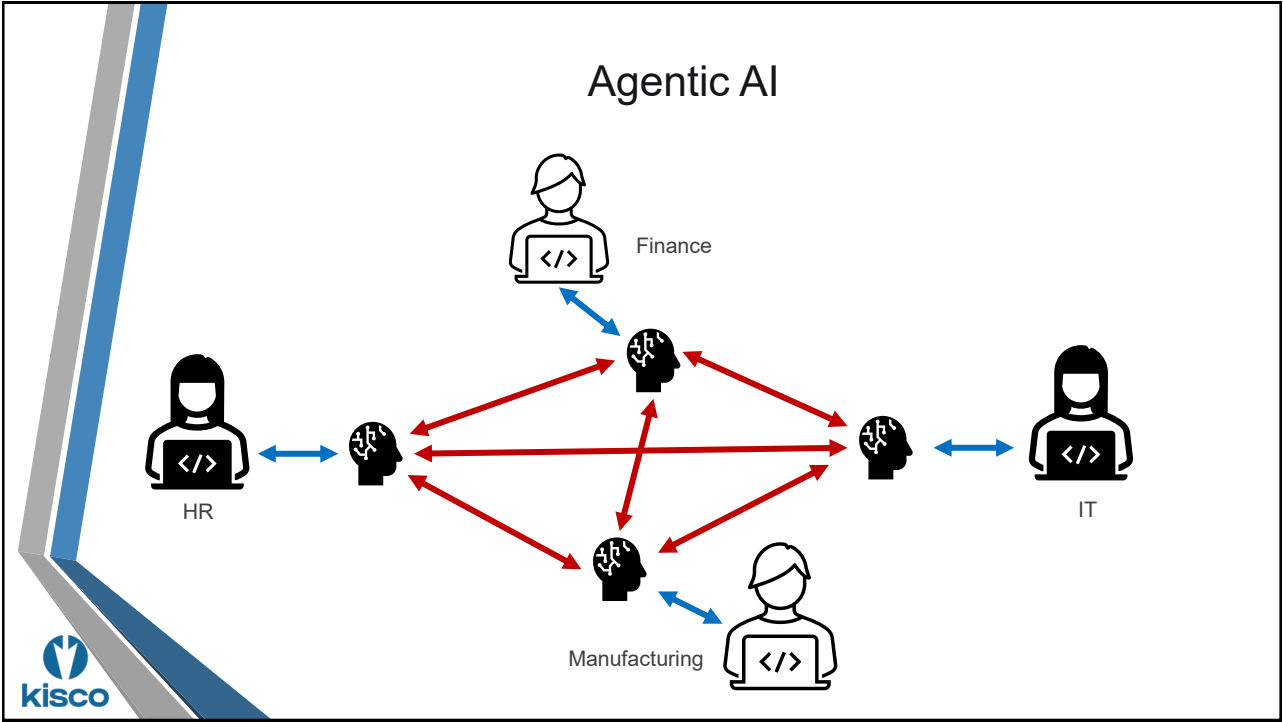 Agentic AI
</>
Finance
</>
HR
</>
IT
Manufacturing
</>
kisco